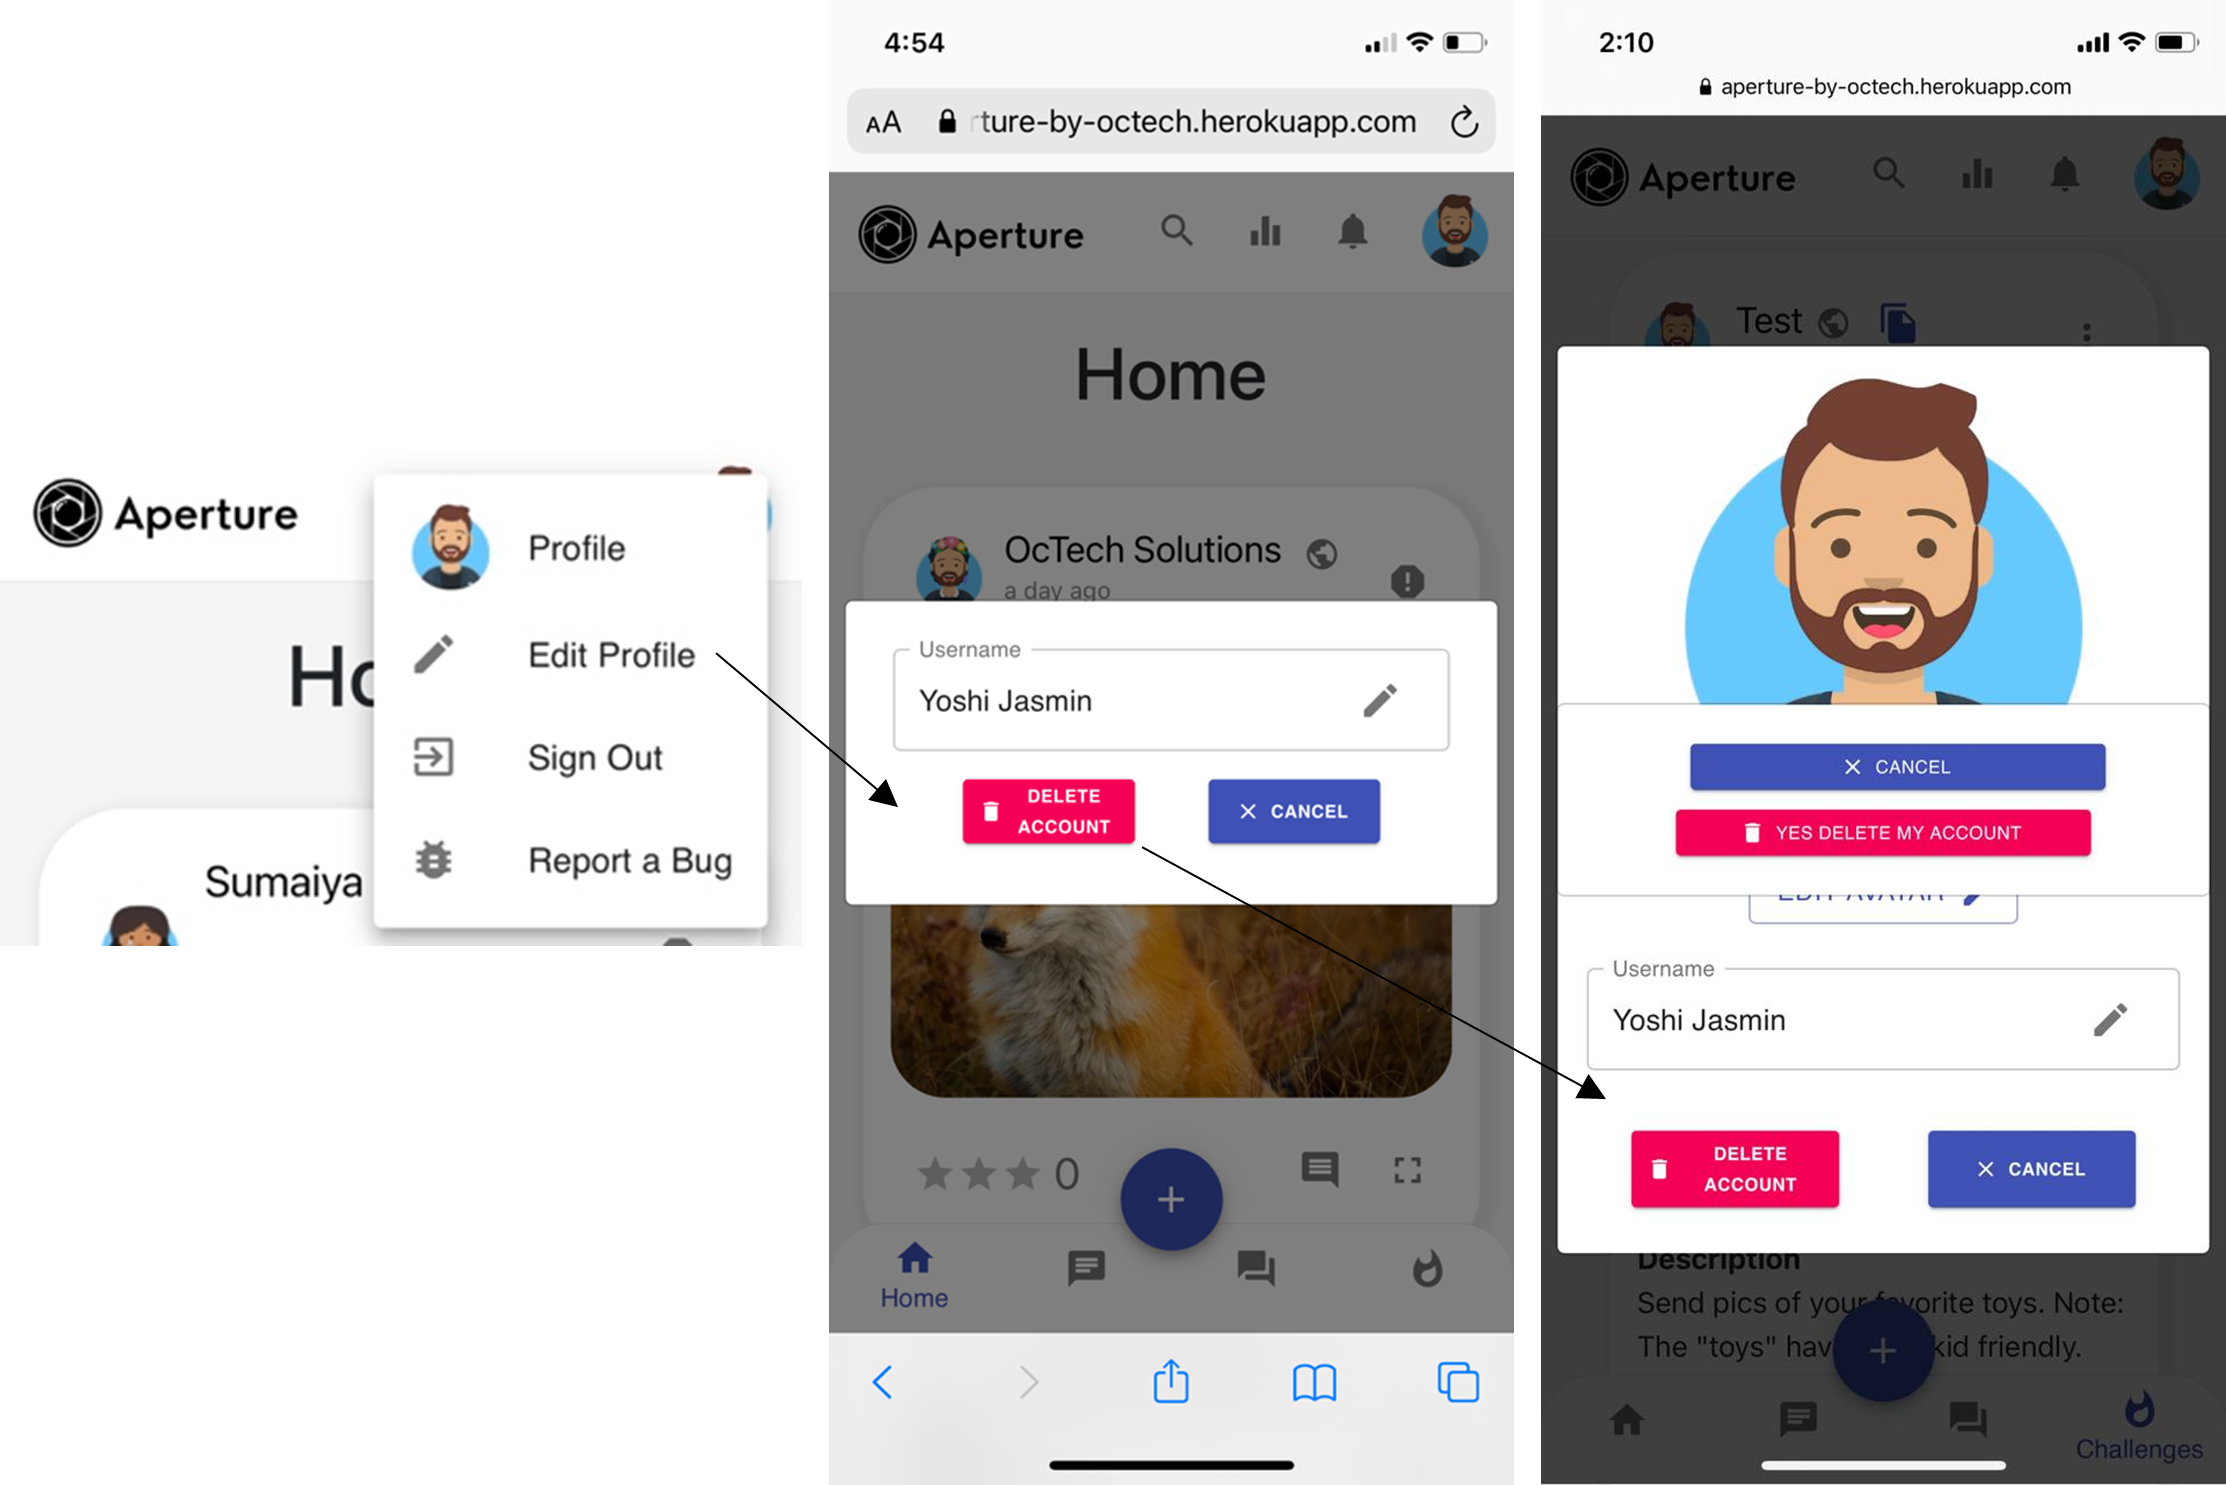 Aperture
Profile
Edit Profile
Sign Out
Report a Bug
Ho
Sumaiya
4:54
AA
rture-by-octech.herokuapp.com
Aperture
Home
OcTech Solutions
a day ago
Username
Yoshi Jasmin
DELETE
ACCOUNT
CANCEL
0
Home
2:10
aperture-by-octech.herokuapp.com
Aperture
Test
CANCEL
YES DELETE MY ACCOUNT
EDIT AVATAR
Username
Yoshi Jasmin
DELETE
ACCOUNT
CANCEL
Description
Send pics of your favorite toys. Note:
The "toys" hav kid friendly.
Challenges